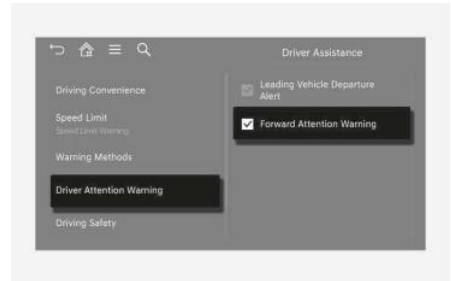 Driver Assistance
Driving Convenience
Speed Limit
Speed Limit Warning
Warning Methods
Driver Attention Warning
Driving Safety
Leading Vehicle Departure
Alert
Forward Attention Warning